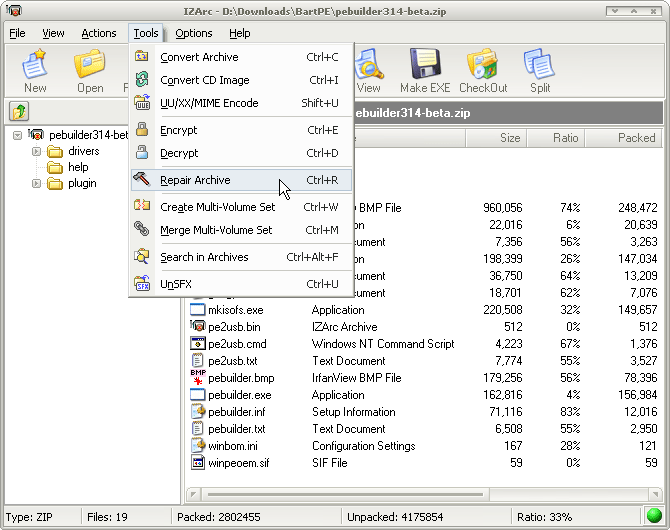 IZArc - D:\Downloads\BartPE\pebuilder314-beta.zip
File View Actions Tools Options Help
New Open View Make EXE CheckOut Split
Convert Archive Ctrl+C
Convert CD Image Ctrl+I
UU/XX/MIME Encode Shift+U
Encrypt Ctrl+E
Decrypt Ctrl+D
Repair Archive Ctrl+R
Create Multi-Volume Set Ctrl+W
Merge Multi-Volume Set Ctrl+M
Search in Archives Ctrl+Alt+F
UnSFX Ctrl+U
ebuilder314-beta.zip
pebuilder314-bet
drivers
help
plugin
Size Ratio Packed
BMP File 960,056 74% 248,472
on 22,016 6% 20,639
cument 7,356 56% 3,263
on 198,399 26% 147,034
cument 36,750 64% 13,209
cument 18,701 62% 7,076
mkisofs.exe Application 220,508 32% 149,657
pe2usb.bin IZArc Archive 512 0% 512
pe2usb.cmd Windows NT Command Script 4,223 67% 1,376
pe2usb.txt Text Document 7,774 55% 3,527
pebuilder.bmp IrfanView BMP File 179,256 56% 78,396
pebuilder.exe Application 162,816 4% 156,984
pebuilder.inf Setup Information 71,116 83% 12,016
pebuilder.txt Text Document 6,508 55% 2,950
winbom.ini Configuration Settings 167 28% 121
winpeoem.sif SIF File 59 0% 59
Type: ZIP Files: 19 Packed: 2802455 Unpacked: 4175854 Ratio: 33%